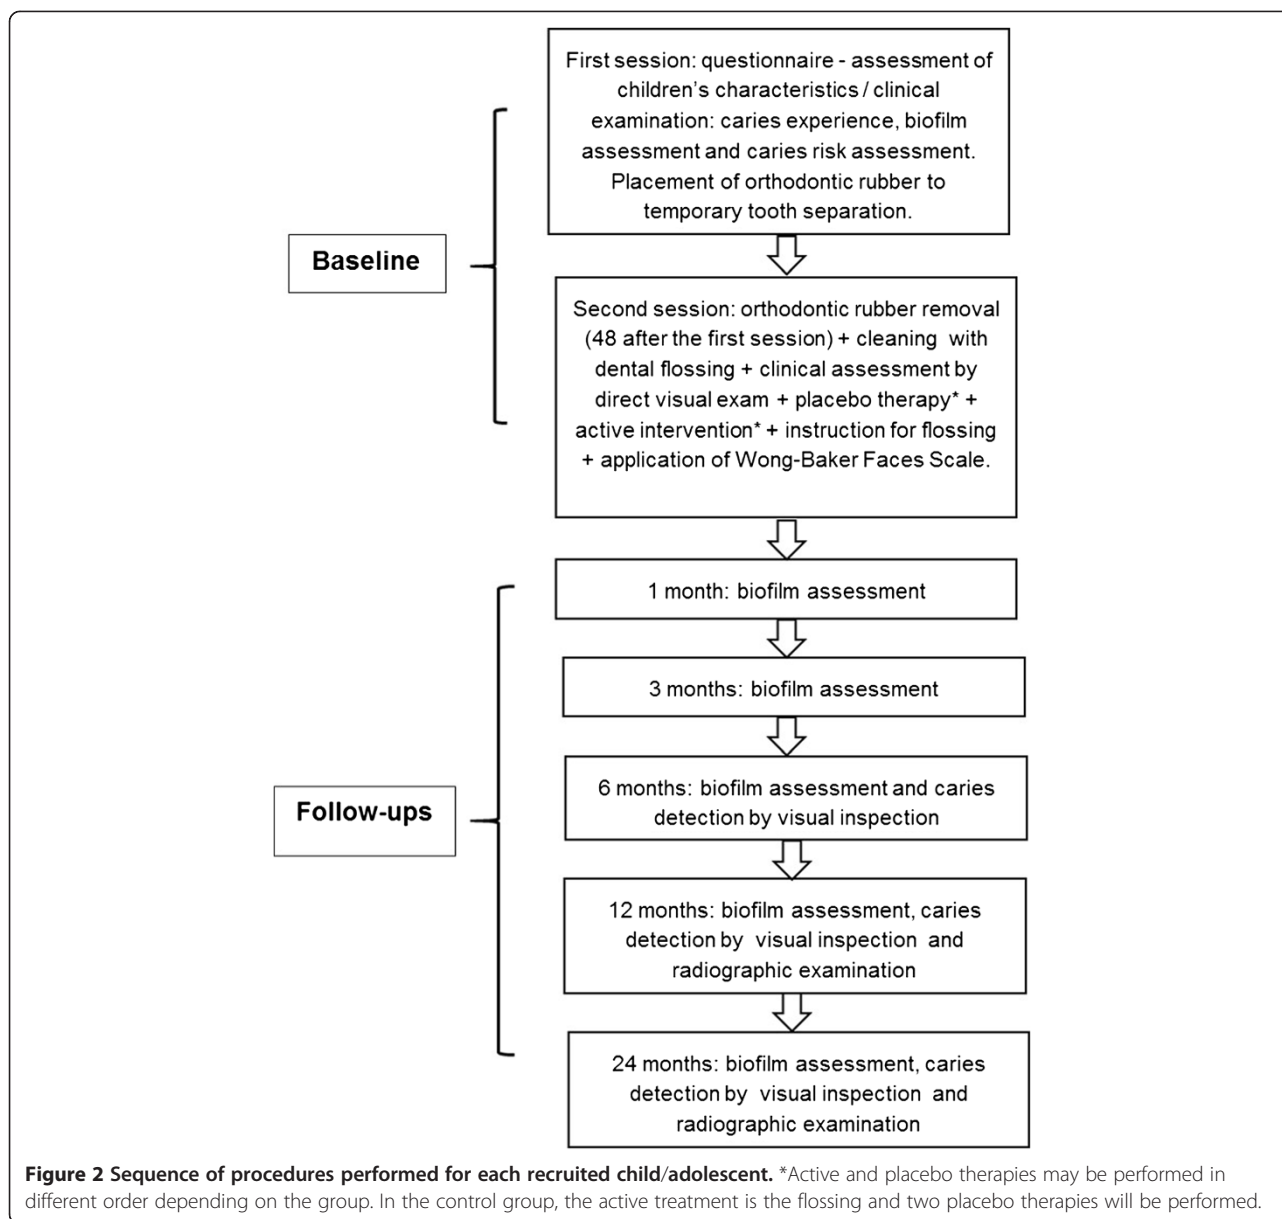 First session: questionnaire - assessment of
children’s characteristics / clinical
examination: caries experience, biofilm
assessment and caries risk assessment.
Placement of orthodontic rubber to
temporary tooth separation.
Baseline
Second session: orthodontic rubber removal
(48 after the first session) + cleaning with
dental flossing + clinical assessment by
direct visual exam + placebo therapy* +
active intervention* + instruction for flossing
+ application of Wong-Baker Faces Scale.
1 month: biofilm assessment
3 months: biofilm assessment
6 months: biofilm assessment and caries
detection by visual inspection
Follow-ups
12 months: biofilm assessment, caries
detection by visual inspection and
radiographic examination
24 months: biofilm assessment, caries
detection by visual inspection and
radiographic examination
Figure 2 Sequence of procedures performed for each recruited child/adolescent. *Active and placebo therapies may be performed in
different order depending on the group. In the control group, the active treatment is the flossing and two placebo therapies will be performed.